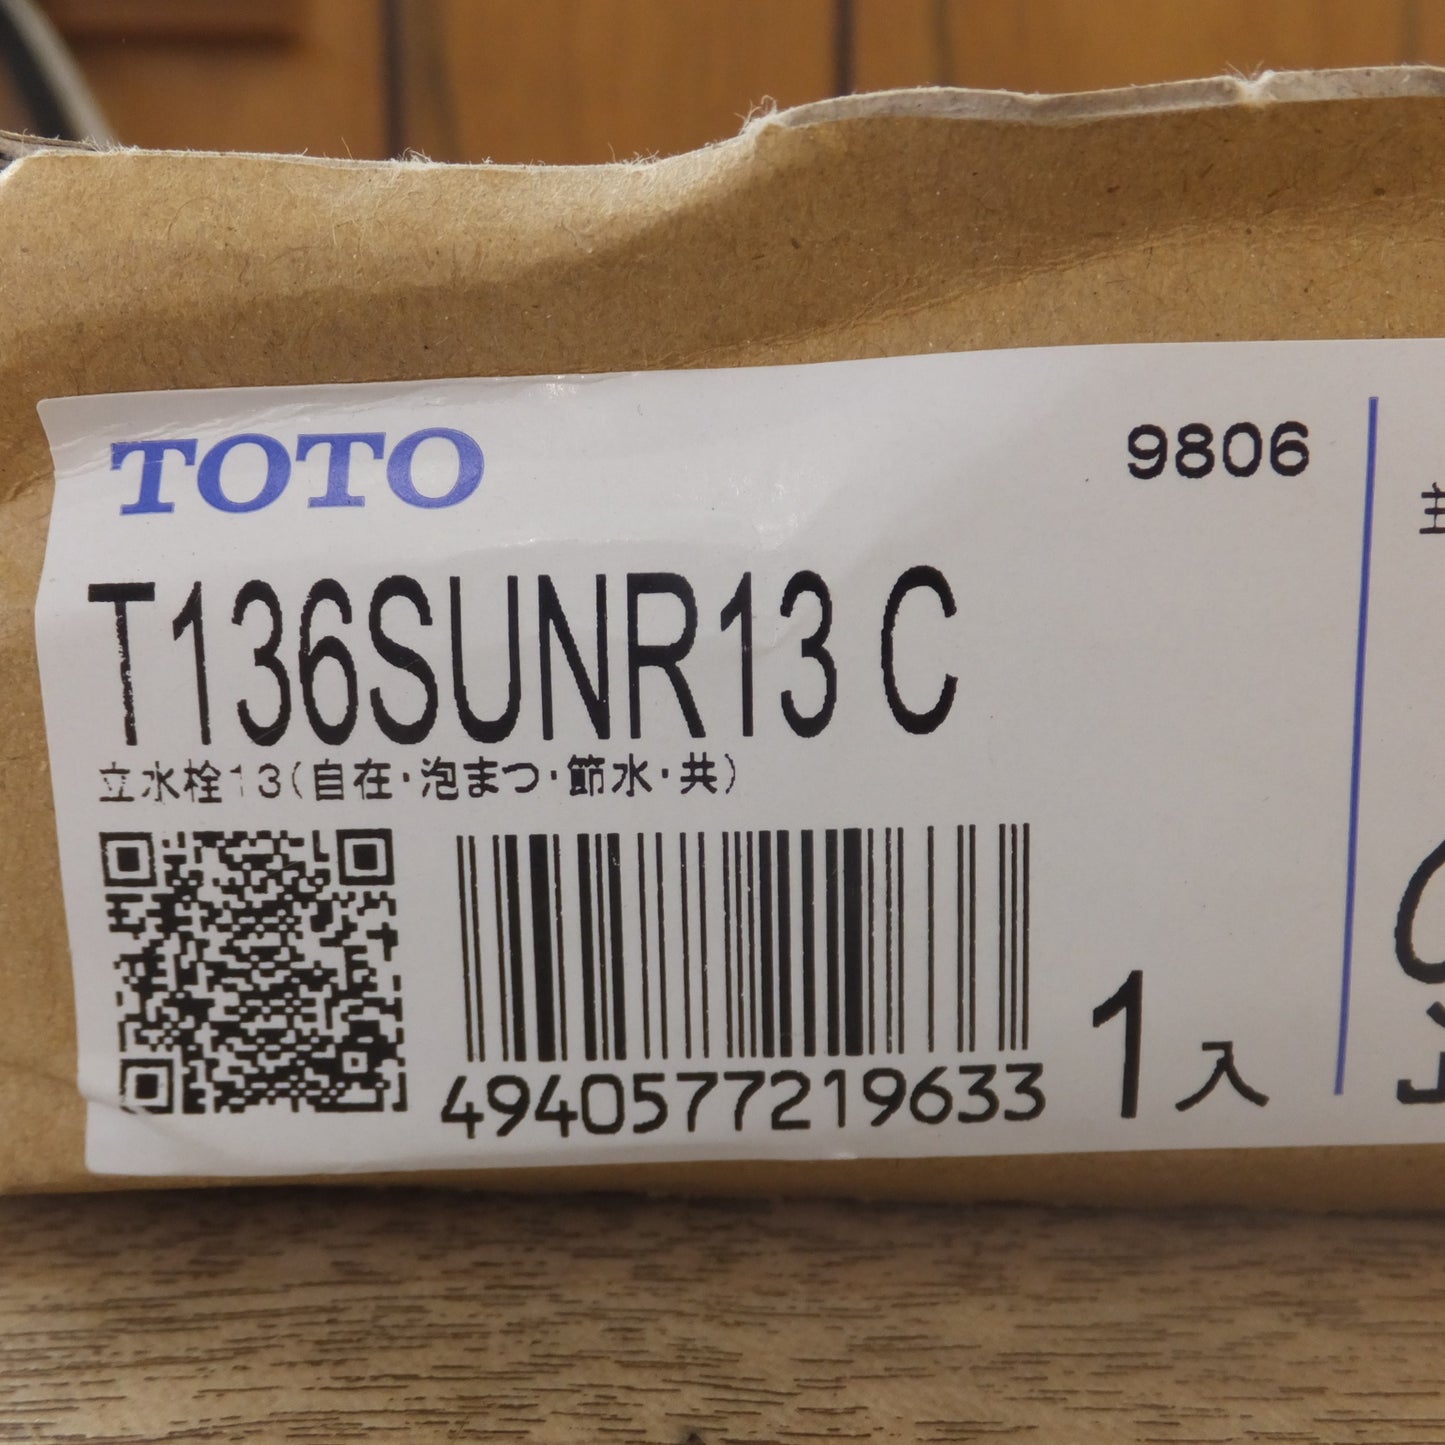 TOTO
9806
T136SUNR13 C
立水栓13(自在・泡まつ・節水・共)
4940577219633
1入